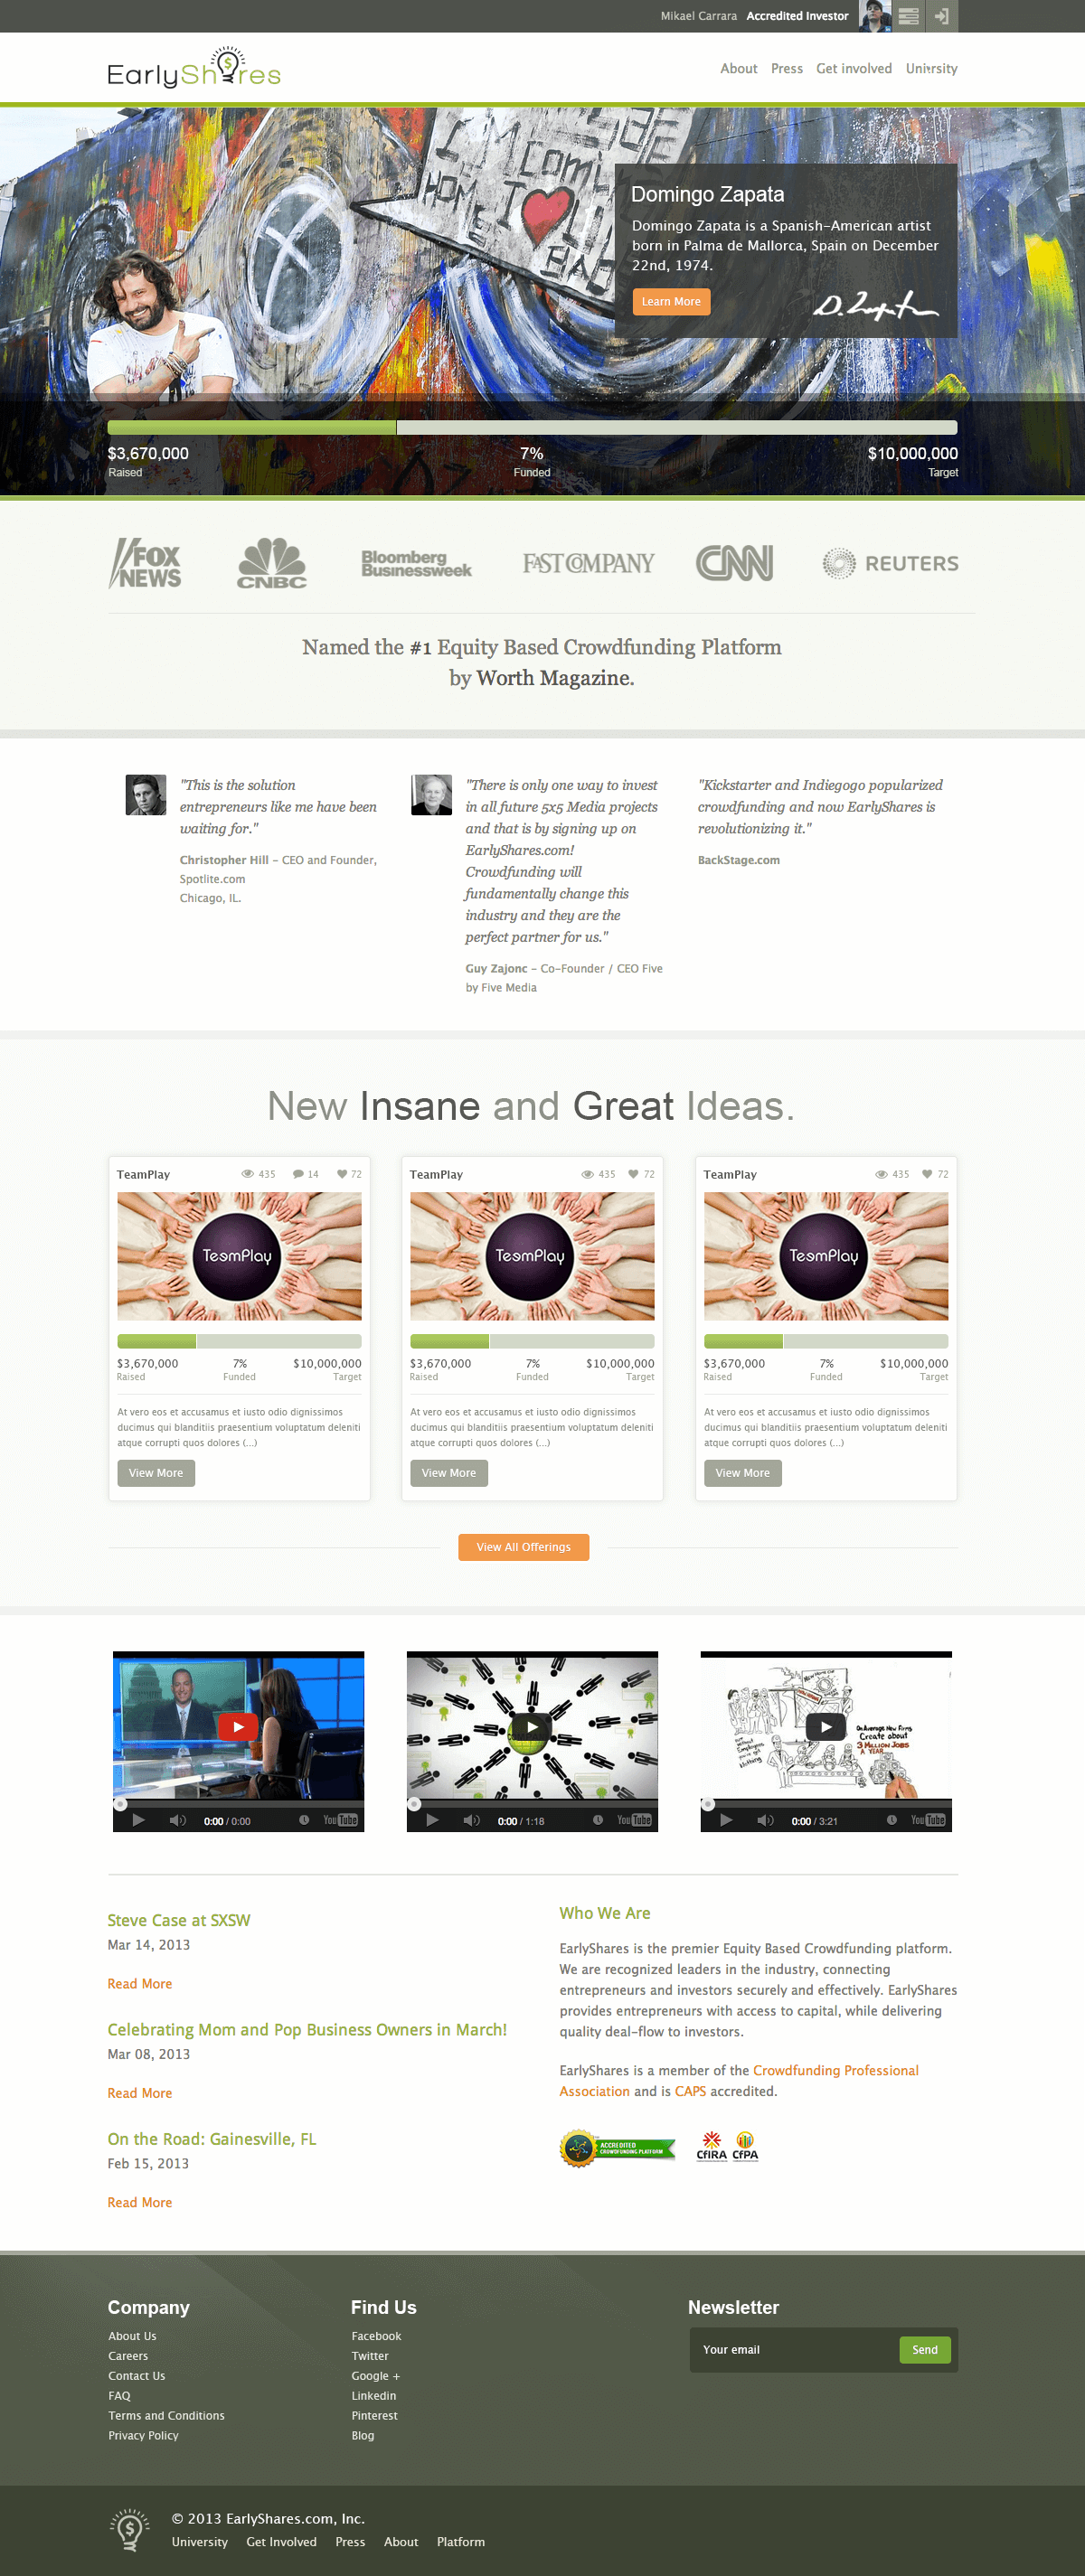 Mikael Carrara Accredited Investor
EarlyShares
About Press Get involved Univrsity
HOME
I
Domingo Zapata
Domingo Zapata is a Spanish-American artist
born in Palma de Mallorca, Spain on December
22nd, 1974.
Learn More
D. Zapata
$3,670,000 7% $10,000,000
Raised Funded Target
FOX NEWS
CNBC
Bloomberg Businessweek
FAST COMPANY
CNN
REUTERS
Named the #1 Equity Based Crowdfunding Platform
by Worth Magazine.
"This is the solution
entrepreneurs like me have been
waiting for."
Christopher Hill - CEO and Founder,
Spotlite.com
Chicago, IL.
"There is only one way to invest
in all future 5x5 Media projects
and that is by signing up on
EarlyShares.com!
Crowdfunding will
fundamentally change this
industry and they are the
perfect partner for us."
Guy Zajonc - Co-Founder / CEO Five
by Five Media
"Kickstarter and Indiegogo popularized
crowdfunding and now EarlyShares is
revolutionizing it."
BackStage.com
New Insane and Great Ideas.
TeamPlay 435 14 72
TeamPlay
$3,670,000 7% $10,000,000
Raised Funded Target
At vero eos et accusamus et iusto odio dignissimos
ducimus qui blanditiis praesentium voluptatum deleniti
atque corrupti quos dolores (...)
View More
TeamPlay 435 72
TeamPlay
$3,670,000 7% $10,000,000
Raised Funded Target
At vero eos et accusamus et iusto odio dignissimos
ducimus qui blanditiis praesentium voluptatum deleniti
atque corrupti quos dolores (...)
View More
TeamPlay 435 72
TeamPlay
$3,670,000 7% $10,000,000
Raised Funded Target
At vero eos et accusamus et iusto odio dignissimos
ducimus qui blanditiis praesentium voluptatum deleniti
atque corrupti quos dolores (...)
View More
View All Offerings
0:00 / 0:00 YouTube
0:00 / 1:18 YouTube
On Average New Firms
Create about
3 Million Jobs
A Year
0:00 / 3:21 YouTube
Steve Case at SXSW
Mar 14, 2013
Read More
Celebrating Mom and Pop Business Owners in March!
Mar 08, 2013
Read More
On the Road: Gainesville, FL
Feb 15, 2013
Read More
Who We Are
EarlyShares is the premier Equity Based Crowdfunding platform.
We are recognized leaders in the industry, connecting
entrepreneurs and investors securely and effectively. EarlyShares
provides entrepreneurs with access to capital, while delivering
quality deal-flow to investors.
EarlyShares is a member of the Crowdfunding Professional
Association and is CAPS accredited.
ACCREDITED
CROWDFUNDING PLATFORM
CfIRA CfPA
Company
About Us
Careers
Contact Us
FAQ
Terms and Conditions
Privacy Policy
Find Us
Facebook
Twitter
Google +
Linkedin
Pinterest
Blog
Newsletter
Your email Send
© 2013 EarlyShares.com, Inc.
University Get Involved Press About Platform